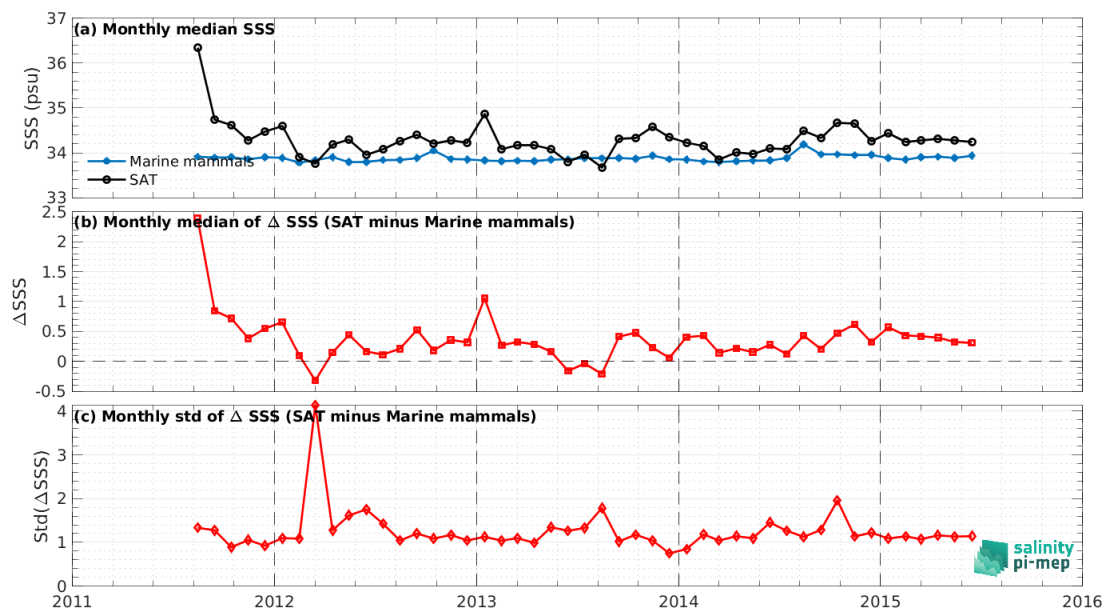 (a) Monthly median SSS
37
36
35
34
33
SSS (psu)
Marine mammals
SAT
(b) Monthly median of Δ SSS (SAT minus Marine mammals)
2.5
2
1.5
1
0.5
0
-0.5
Δ SSS
(c) Monthly std of Δ SSS (SAT minus Marine mammals)
4
3
2
1
0
Std(ΔSSS)
salinity
pi-mep
2011 2012 2013 2014 2015 2016